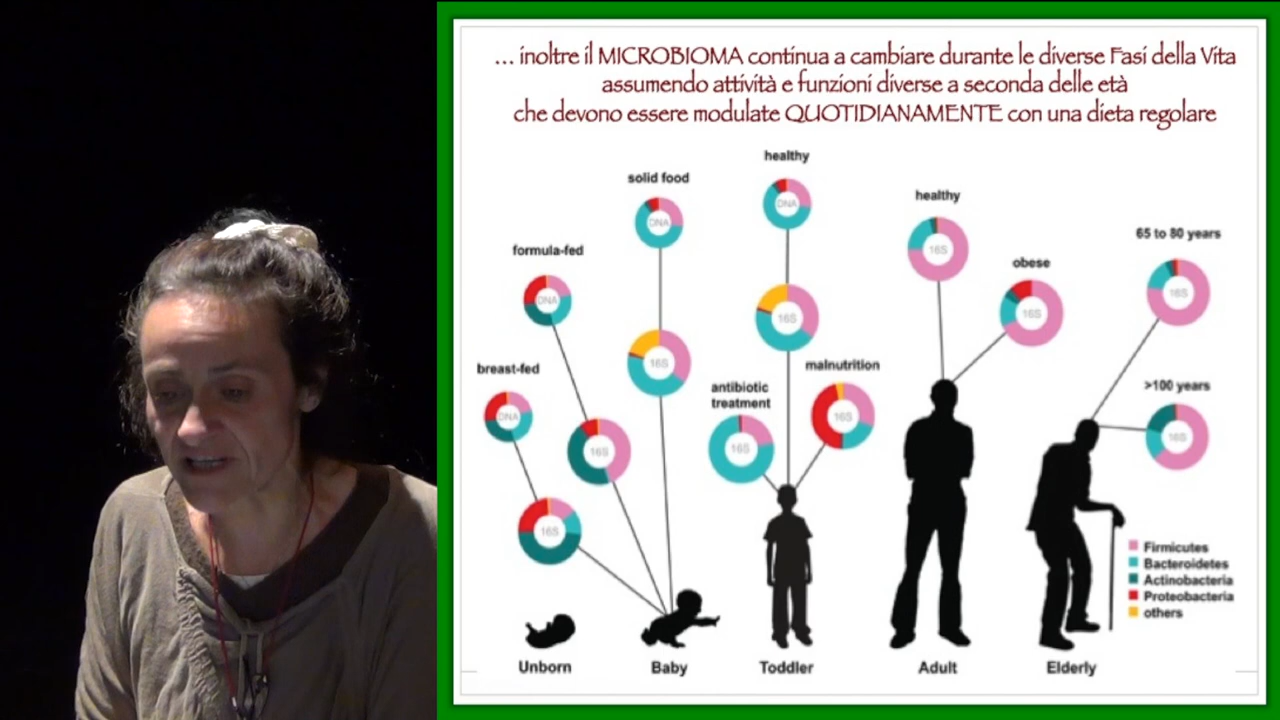 ... inoltre il MICROBIOMA continua a cambiare durante le diverse Fasi della Vita
assumendo attività e funzioni diverse a seconda delle età
che devono essere modulate QUOTIDIANAMENTE con una dieta regolare
healthy
DNA
16S
solid food
DNA
16S
formula-fed
DNA
16S
breast-fed
DNA
16S
antibiotic
treatment
16S
malnutrition
16S
healthy
16S
obese
16S
65 to 80 years
16S
>100 years
16S
Firmicutes
Bacteroidetes
Actinobacteria
Proteobacteria
others
Unborn
Baby
Toddler
Adult
Elderly